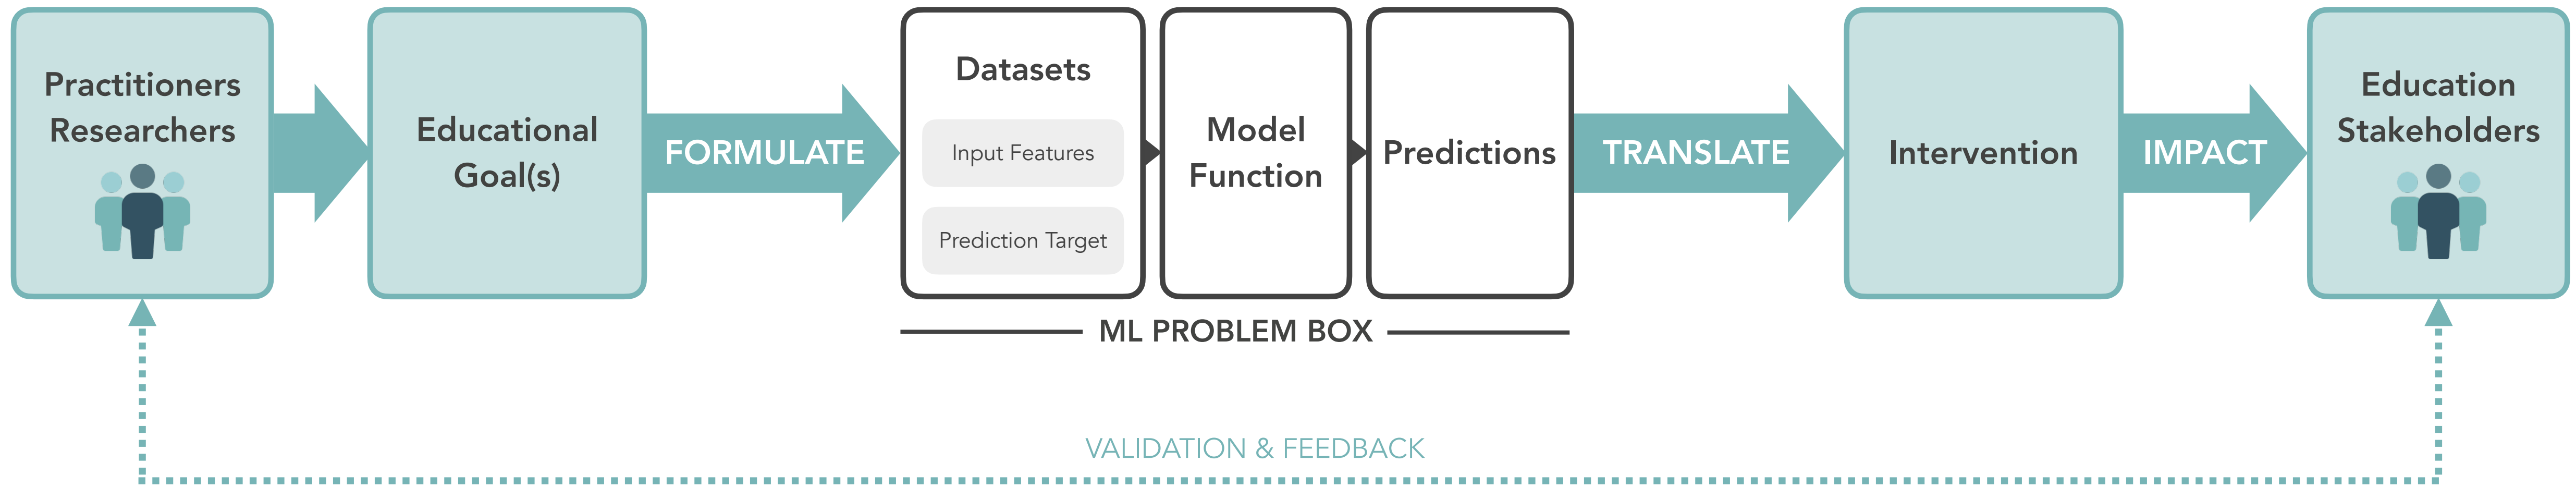 Practitioners
Researchers
Educational
Goal(s)
FORMULATE
Datasets
Input Features
Prediction Target
Model
Function
Predictions
ML PROBLEM BOX
TRANSLATE
Intervention
IMPACT
Education
Stakeholders
VALIDATION & FEEDBACK